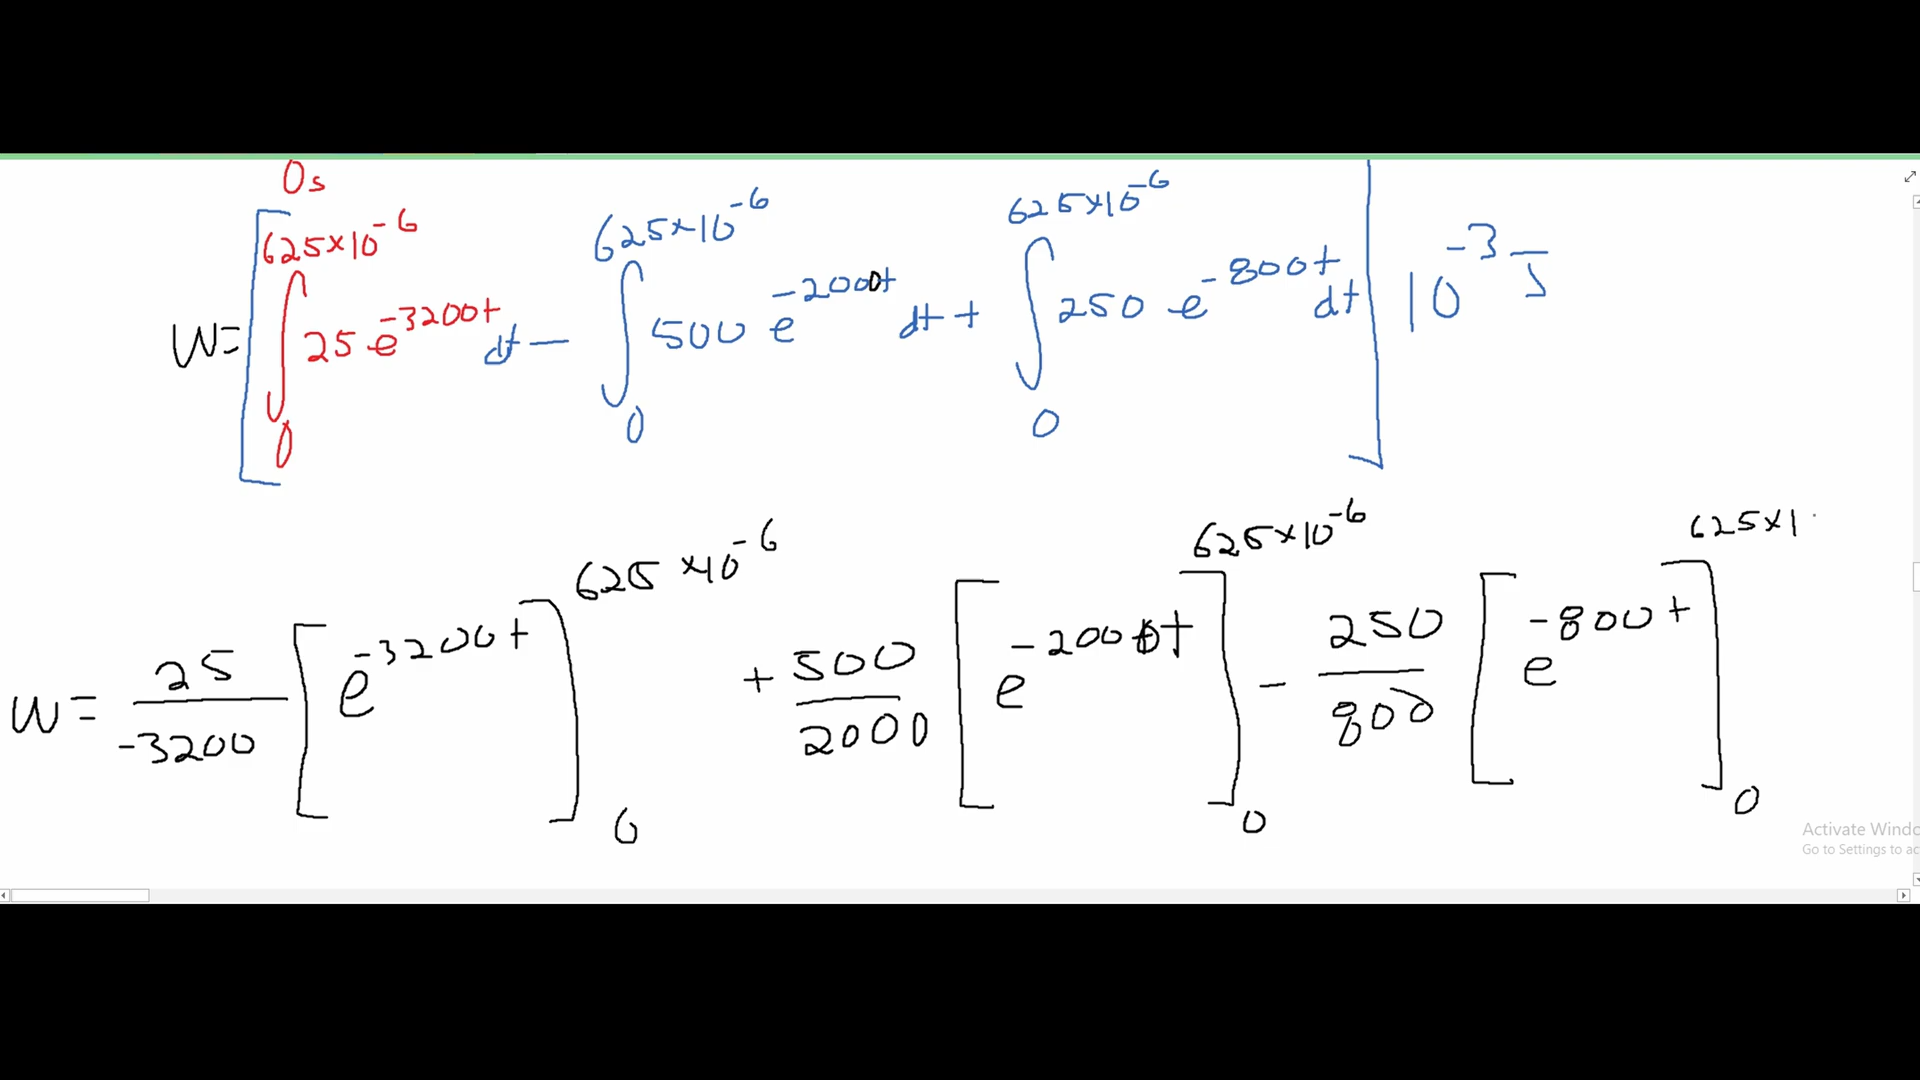 0s
W= [ ∫₀^{625×10^{-6}} 25 e^{-3200t} dt − ∫₀^{625×10^{-6}} 500 e^{-2000t} dt + ∫₀^{625×10^{-6}} 250 e^{-800t} dt ] 10^{-3} J
W= 25/-3200 [ e^{-3200t} ]₀^{625×10^{-6}} + 500/2000 [ e^{-2000t} ]₀^{625×10^{-6}} − 250/800 [ e^{-800t} ]₀^{625×1}
Activate Windo
Go to Settings to ac